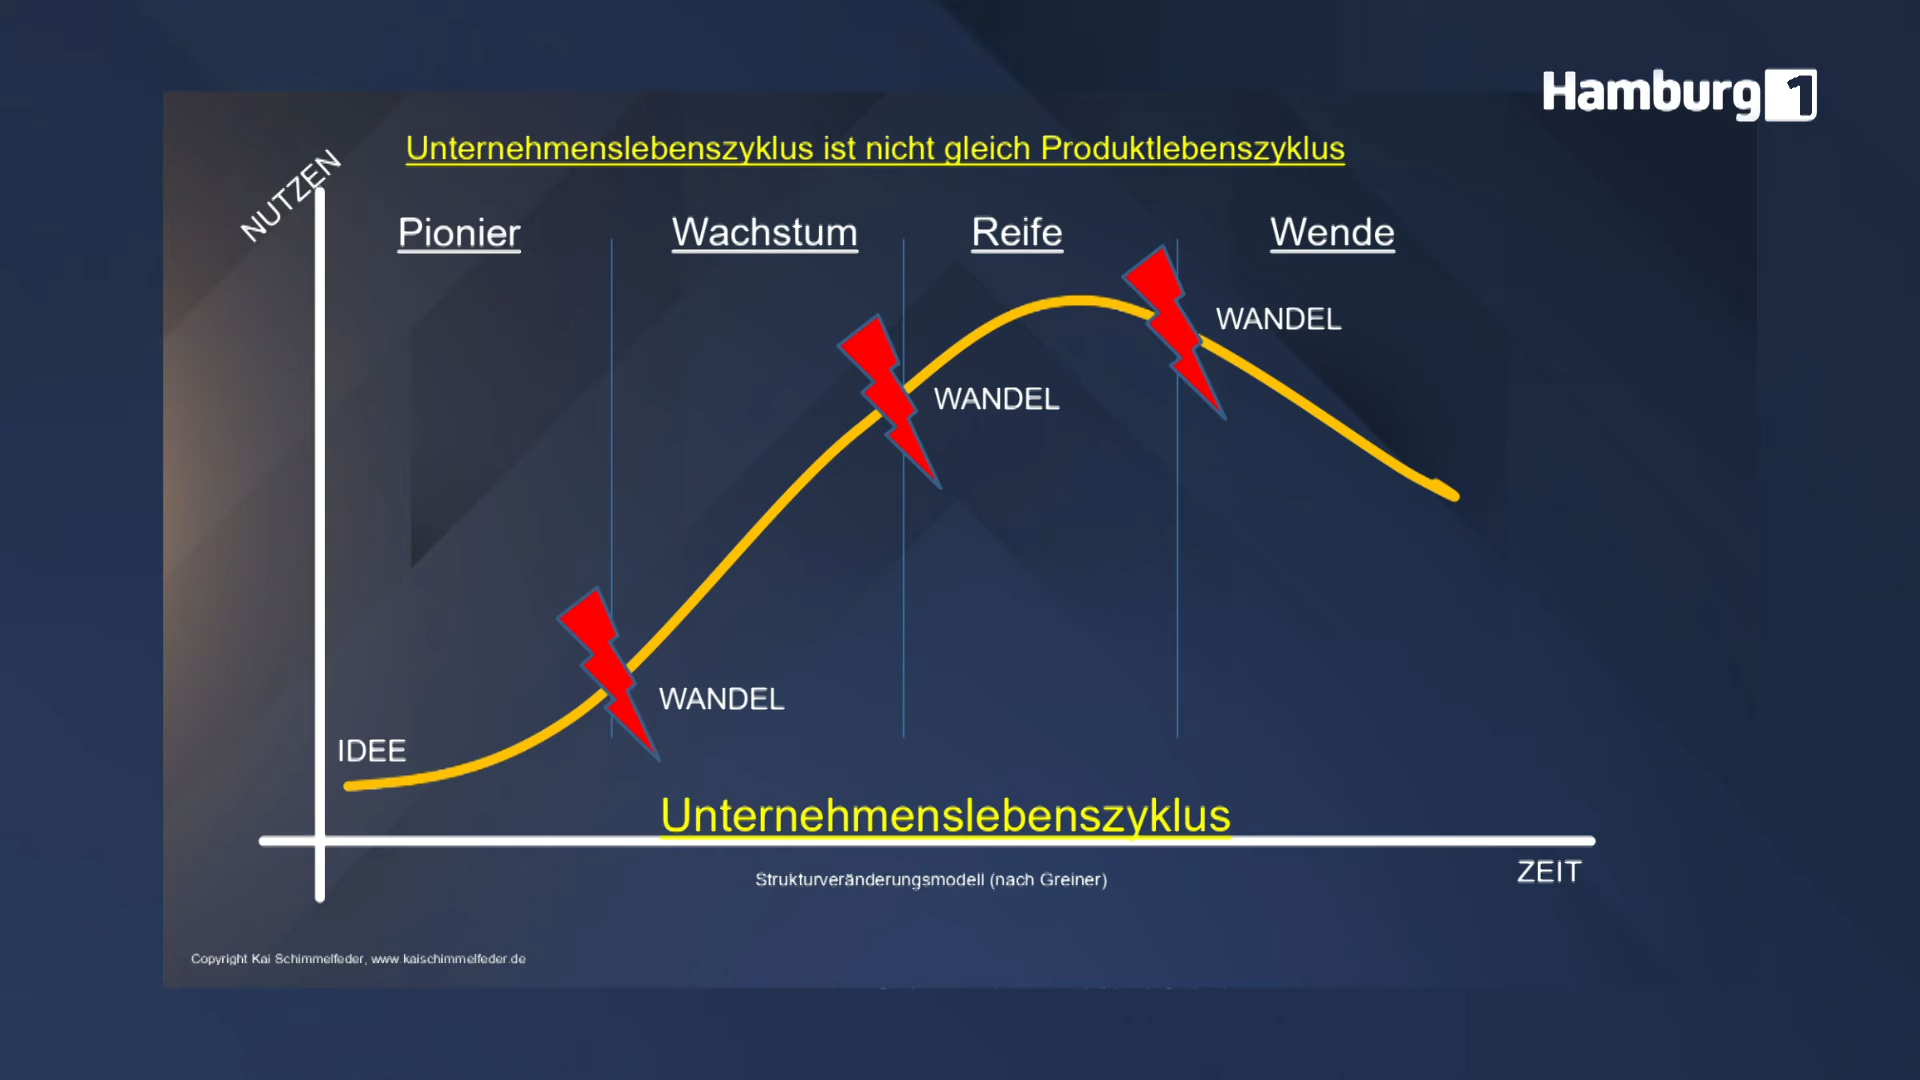 Hamburg 1
Unternehmenslebenszyklus ist nicht gleich Produktlebenszyklus
NUTZEN
Pionier
Wachstum
Reife
Wende
WANDEL
WANDEL
WANDEL
IDEE
Unternehmenslebenszyklus
ZEIT
Strukturveränderungsmodell (nach Greiner)
Copyright Kai Schimmelfeder, www.kaischimmelfeder.de